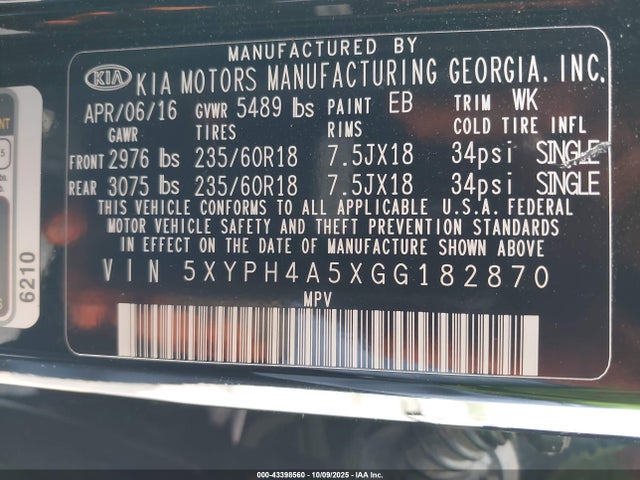 MANUFACTURED BY
KIA KIA MOTORS MANUFACTURING GEORGIA. INC.
APR/06/16 GVWR 5489 lbs PAINT EB TRIM WK
GAWR TIRES RIMS COLD TIRE INFL
FRONT 2976 lbs 235/60R18 7.5JX18 34psi SINGLE
REAR 3075 lbs 235/60R18 7.5JX18 34psi SINGLE
THIS VEHICLE CONFORMS TO ALL APPLICABLE U.S.A. FEDERAL
MOTOR VEHICLE SAFETY AND THEFT PREVENTION STANDARDS
IN EFFECT ON THE DATE OF MANUFACTURE SHOWN ABOVE
VIN 5XYPH4A5XGG182870
MPV
6210
000-43398560 - 10/09/2025 - IAA Inc.